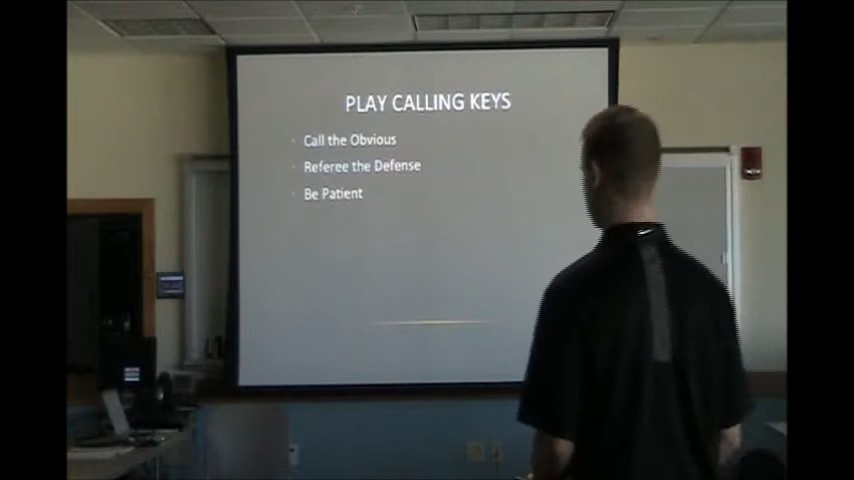 PLAY CALLING KEYS
Call the Obvious
Referee the Defense
Be Patient